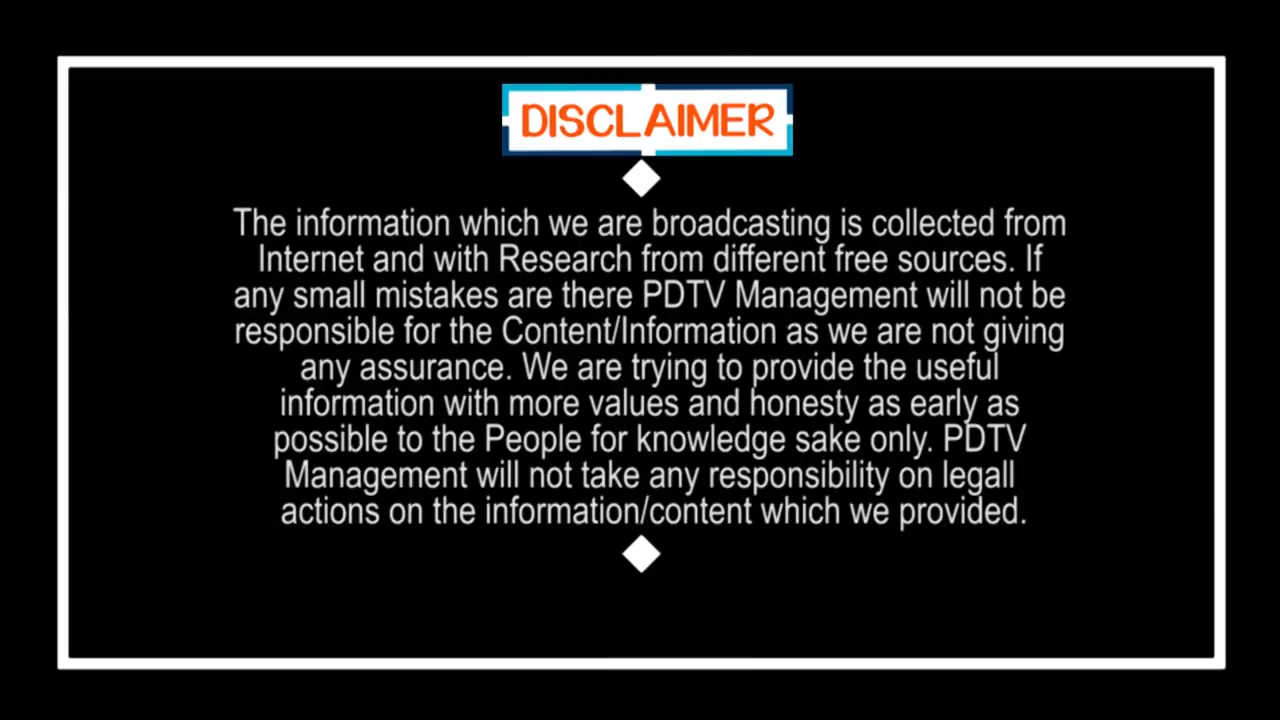 DISCLAIMER
The information which we are broadcasting is collected from
Internet and with Research from different free sources. If
any small mistakes are there PDTV Management will not be
responsible for the Content/Information as we are not giving
any assurance. We are trying to provide the useful
information with more values and honesty as early as
possible to the People for knowledge sake only. PDTV
Management will not take any responsibility on legall
actions on the information/content which we provided.